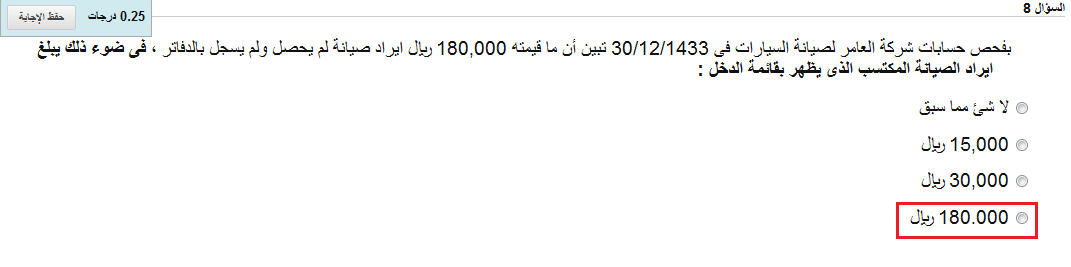 السؤال 8
0.25 درجات
حفظ الإجابة
بفحص حسابات شركة العامر لصيانة السيارات فى 30/12/1433 تبين أن ما قيمته 180,000 ريال ايراد صيانة لم يحصل ولم يسجل بالدفاتر ، فى ضوء ذلك يبلغ
ايراد الصيانة المكتسب الذى يظهر بقائمة الدخل :
لا شئ مما سبق
15,000 ريال
30,000 ريال
180.000 ريال